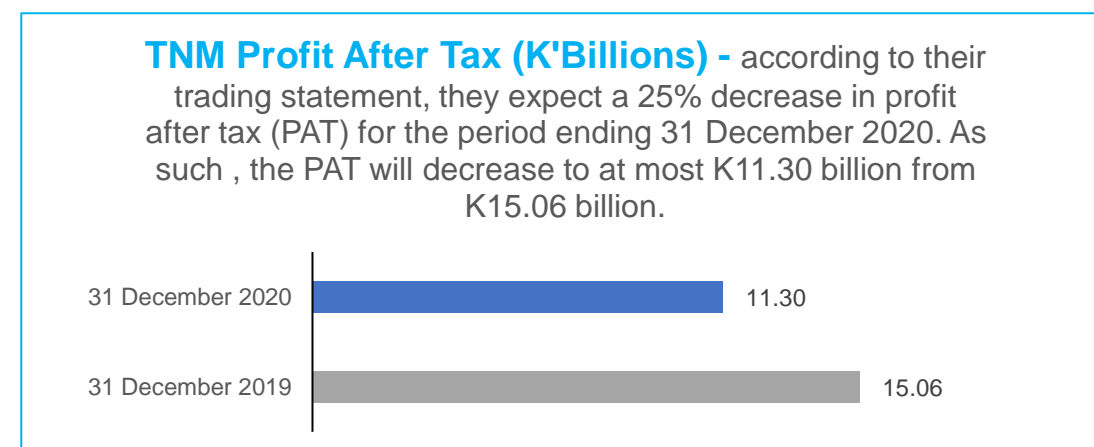 TNM Profit After Tax (K'Billions) - according to their
trading statement, they expect a 25% decrease in profit
after tax (PAT) for the period ending 31 December 2020. As
such , the PAT will decrease to at most K11.30 billion from
K15.06 billion.
31 December 2020 11.30
31 December 2019 15.06